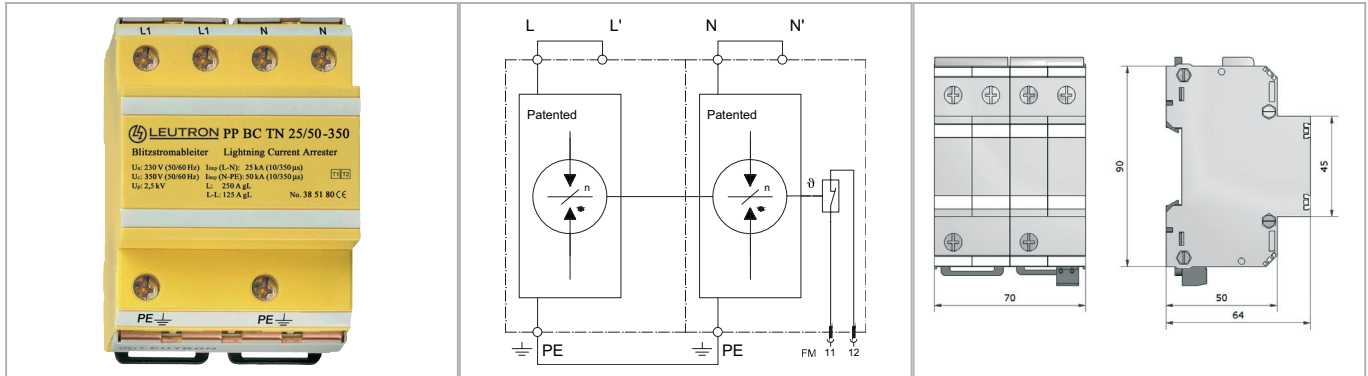 L1 L1 N N
LEUTRON PP BC TN 25/50-350
Blitzstromableiter Lightning Current Arrester
Un: 230 V (50/60 Hz) Iimp (L-N): 25 kA (10/350 µs)
Uc: 350 V (50/60 Hz) Iimp (N-PE): 50 kA (10/350 µs)
T1 T2
Up: 2,5 kV L: 250 A gL
L-L: 125 A gL No. 38 51 80 CE
PE PE
LEUTRON
L L' N N'
Patented Patented
n n
ϑ
PE PE
FM 11 12
90
45
70
50
64